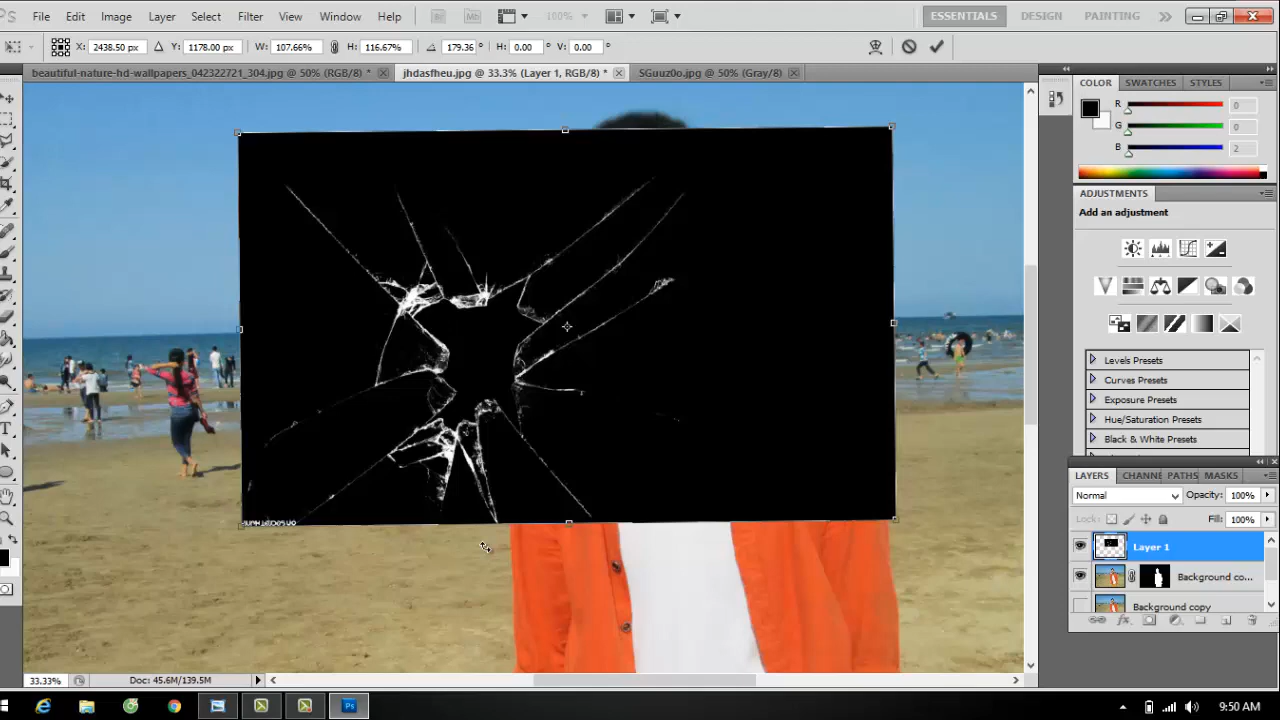 Ps File Edit Image Layer Select Filter View Window Help Br Mb 100% ESSENTIALS DESIGN PAINTING
X: 2438.50 px Y: 1178.00 px W: 107.66% H: 116.67% 179.36 ° H: 0.00 ° V: 0.00 °
beautiful-nature-hd-wallpapers_042322721_304.jpg @ 50% (RGB/8) * jhdasfheu.jpg @ 33.3% (Layer 1, RGB/8) * SGuuz0o.jpg @ 50% (Gray/8)
COLOR SWATCHES STYLES
R 0
G 0
B 2
ADJUSTMENTS
Add an adjustment
Levels Presets
Curves Presets
Exposure Presets
Hue/Saturation Presets
Black & White Presets
LAYERS CHANNE PATHS MASKS
Normal Opacity: 100%
Lock: Fill: 100%
Layer 1
Background co...
Background copy
33.33% Doc: 45.6M/139.5M
9:50 AM